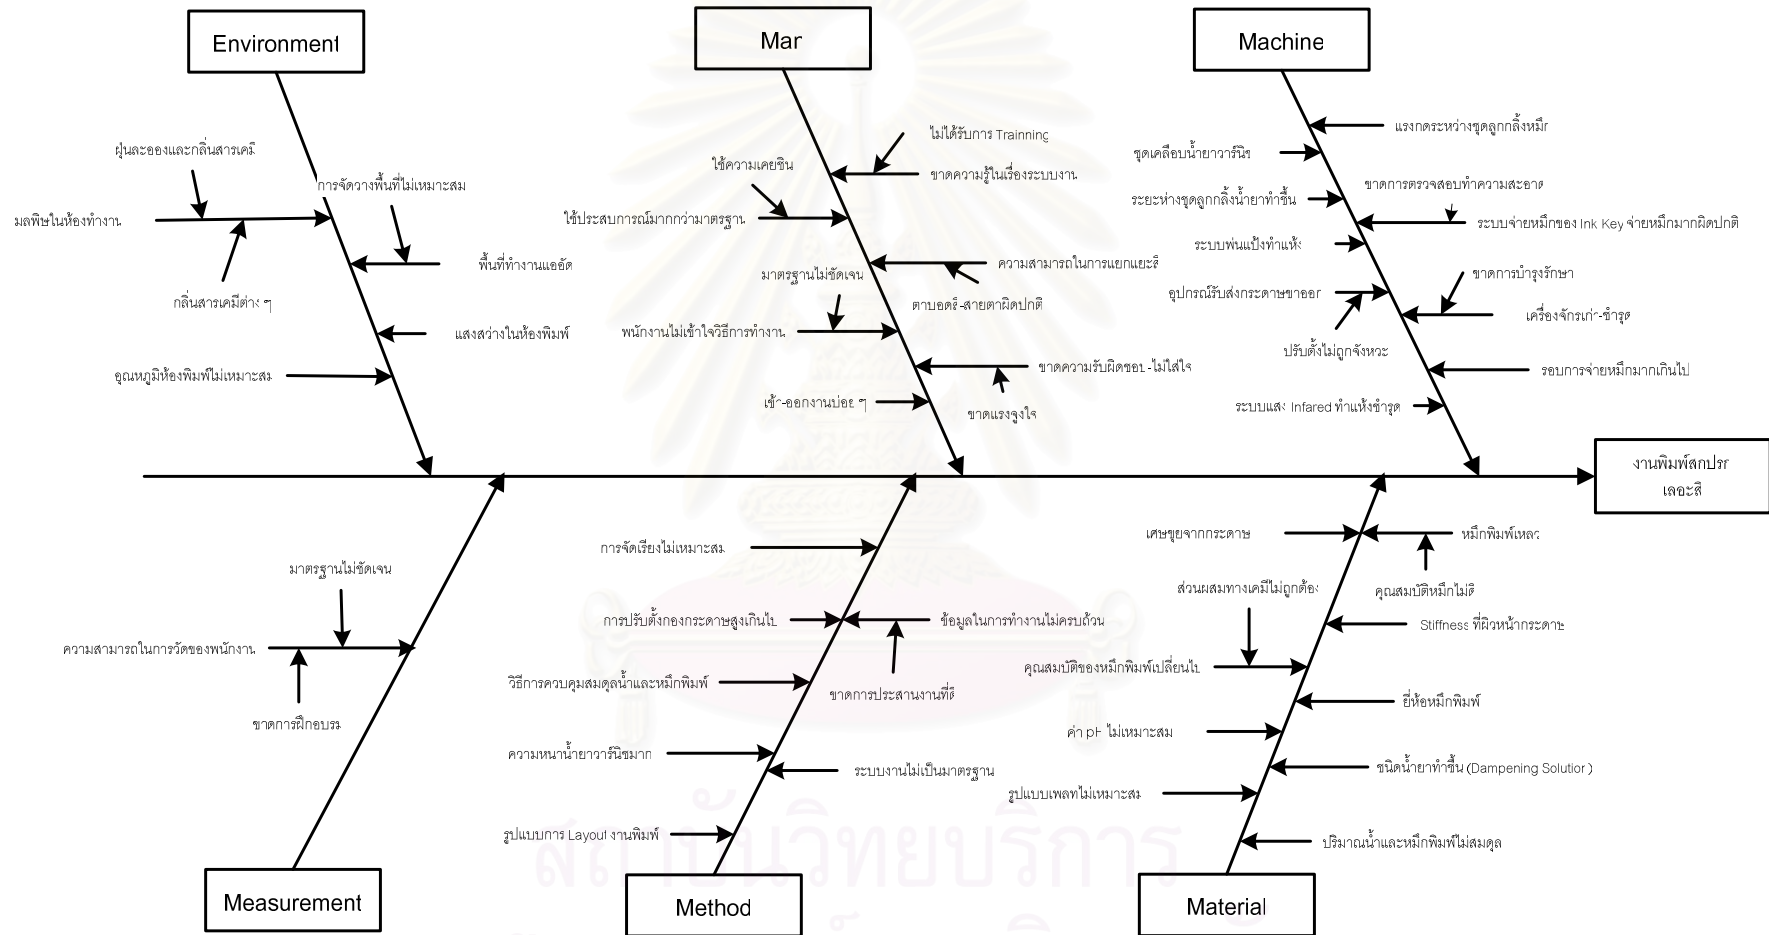 Environment
Man
Machine
ไม่ได้รับการ Trainning
แรงกดระหว่างชุดลูกกลิ้งหมึก
ฝุ่นละอองและกลิ่นสารเคมี
ใช้ความเคยชิน
ขาดความรู้ในเรื่องระบบงาน
ชุดเคลือบน้ำยาวาร์นิช
การจัดวางพื้นที่ไม่เหมาะสม
ขาดการตรวจสอบทำความสะอาด
ระยะห่างชุดลูกกลิ้งน้ำยาทำชื้น
มลพิษในห้องทำงาน
ใช้ประสบการณ์มากกว่ามาตรฐาน
ระบบจ่ายหมึกของ Ink Key จ่ายหมึกมากผิดปกติ
ระบบพ่นแป้งทำแห้ง
พื้นที่ทำงานแออัด
มาตรฐานไม่ชัดเจน
ความสามารถในการแยกแยะสี
ขาดการบำรุงรักษา
กลิ่นสารเคมีต่าง ๆ
ตาบอดสี-สายตาผิดปกติ
อุปกรณ์รับส่งกระดาษขาออก
เครื่องจักรเก่า-ชำรุด
แสงสว่างในห้องพิมพ์
พนักงานไม่เข้าใจวิธีการทำงาน
ปรับตั้งไม่ถูกจังหวะ
อุณหภูมิห้องพิมพ์ไม่เหมาะสม
ขาดความรับผิดชอบ-ไม่ใส่ใจ
รอบการจ่ายหมึกมากเกินไป
เข้า-ออกงานบ่อย ๆ
ขาดแรงจูงใจ
ระบบแสง Infared ทำแห้งชำรุด
งานพิมพ์สกปรก
เลอะสี
การจัดเรียงไม่เหมาะสม
เศษขุยจากกระดาษ
หมึกพิมพ์เหลว
มาตรฐานไม่ชัดเจน
ส่วนผสมทางเคมีไม่ถูกต้อง
คุณสมบัติหมึกไม่ดี
การปรับตั้งกองกระดาษสูงเกินไป
ข้อมูลในการทำงานไม่ครบถ้วน
Stiffness ที่ผิวหน้ากระดาษ
ความสามารถในการวัดของพนักงาน
คุณสมบัติของหมึกพิมพ์เปลี่ยนไป
วิธีการควบคุมสมดุลน้ำและหมึกพิมพ์
ขาดการประสานงานที่ดี
ยี่ห้อหมึกพิมพ์
ขาดการฝึกอบรม
ค่า pH ไม่เหมาะสม
ความหนาน้ำยาวาร์นิชมาก
ระบบงานไม่เป็นมาตรฐาน
ชนิดน้ำยาทำชื้น (Dampening Solution)
รูปแบบเพลทไม่เหมาะสม
รูปแบบการ Layout งานพิมพ์
ปริมาณน้ำและหมึกพิมพ์ไม่สมดุล
สถาบันวิทยบริการ
Measurement
Method
Material